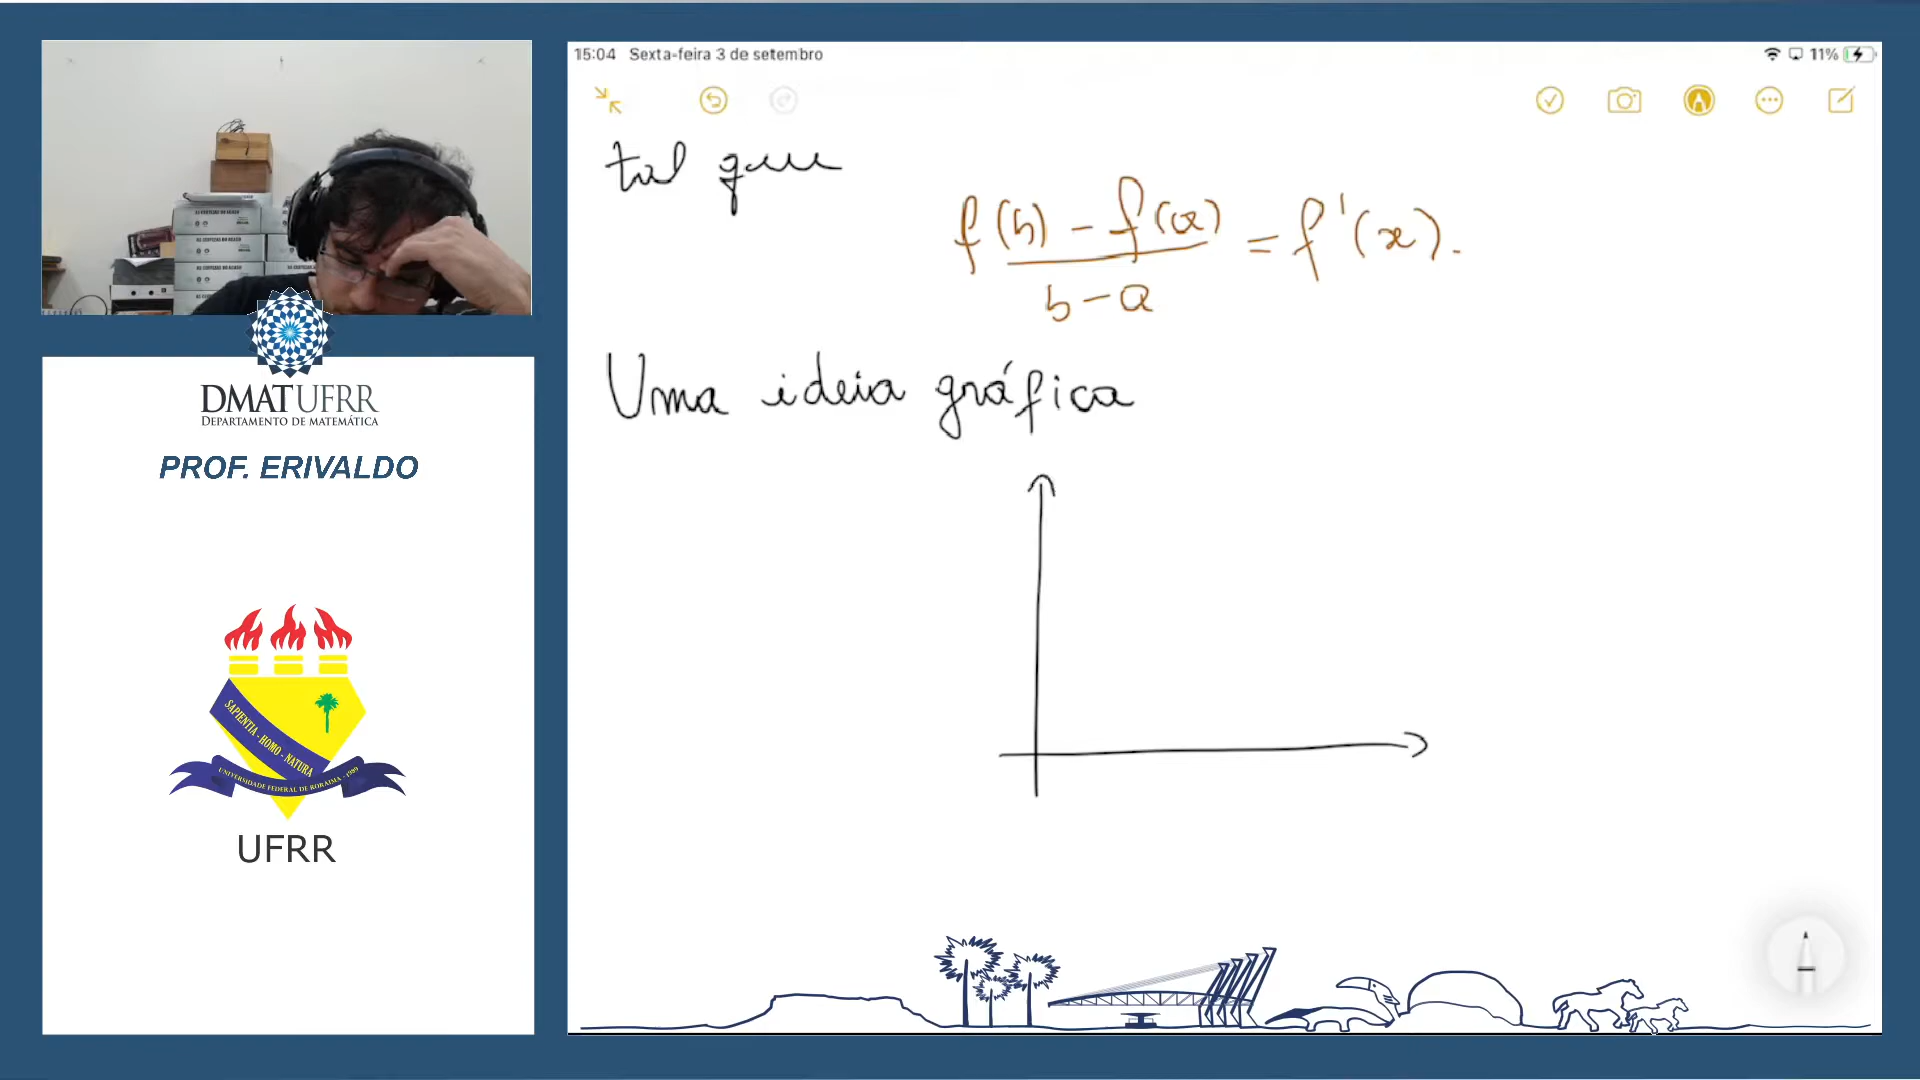 15:04 Sexta-feira 3 de setembro 11%
tal que
f(b) - f(a)
b - a
= f'(x).
Uma ideia gráfica
DMATUFRR
DEPARTAMENTO DE MATEMÁTICA
PROF. ERIVALDO
SAPIENTIA - HOMO - NATURA
UNIVERSIDADE FEDERAL DE RORAIMA - 1989
UFRR